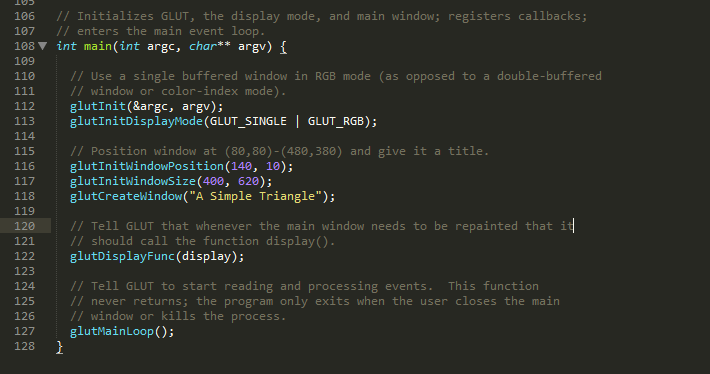 105
106 // Initializes GLUT, the display mode, and main window; registers callbacks;
107 // enters the main event loop.
108 int main(int argc, char** argv) {
109
110 // Use a single buffered window in RGB mode (as opposed to a double-buffered
111 // window or color-index mode).
112 glutInit(&argc, argv);
113 glutInitDisplayMode(GLUT_SINGLE | GLUT_RGB);
114
115 // Position window at (80,80)-(480,380) and give it a title.
116 glutInitWindowPosition(140, 10);
117 glutInitWindowSize(400, 620);
118 glutCreateWindow("A Simple Triangle");
119
120 // Tell GLUT that whenever the main window needs to be repainted that it
121 // should call the function display().
122 glutDisplayFunc(display);
123
124 // Tell GLUT to start reading and processing events.  This function
125 // never returns; the program only exits when the user closes the main
126 // window or kills the process.
127 glutMainLoop();
128 }